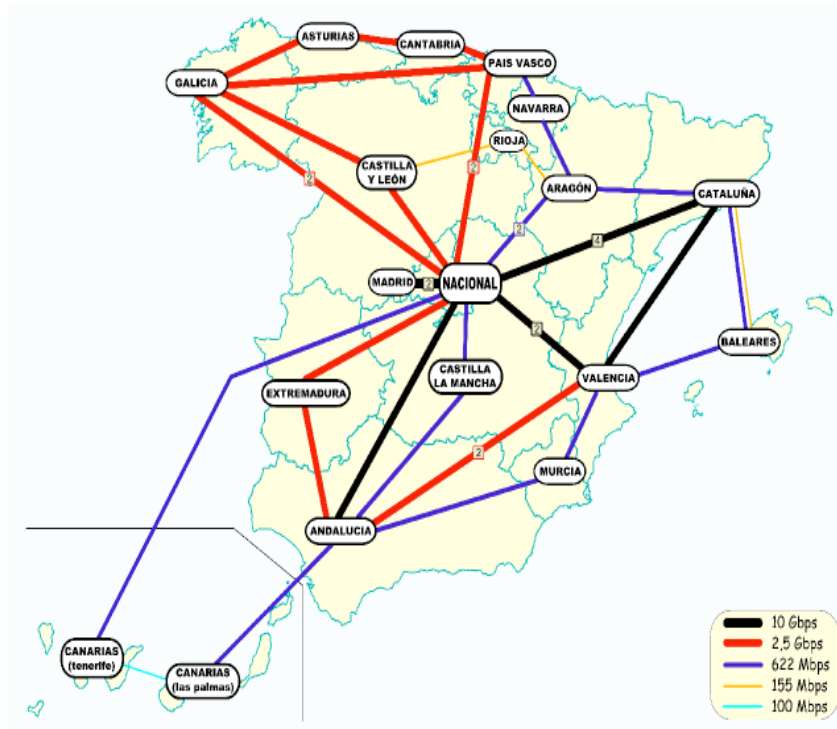 ASTURIAS
CANTABRIA
PAIS VASCO
GALICIA
NAVARRA
RIOJA
CASTILLA
Y LEÓN
2
2
ARAGÓN
CATALUÑA
2
4
MADRID
2
NACIONAL
2
BALEARES
CASTILLA
LA MANCHA
VALENCIA
EXTREMADURA
2
MURCIA
ANDALUCIA
CANARIAS
(tenerife)
CANARIAS
(las palmas)
10 Gbps
2,5 Gbps
622 Mbps
155 Mbps
100 Mbps